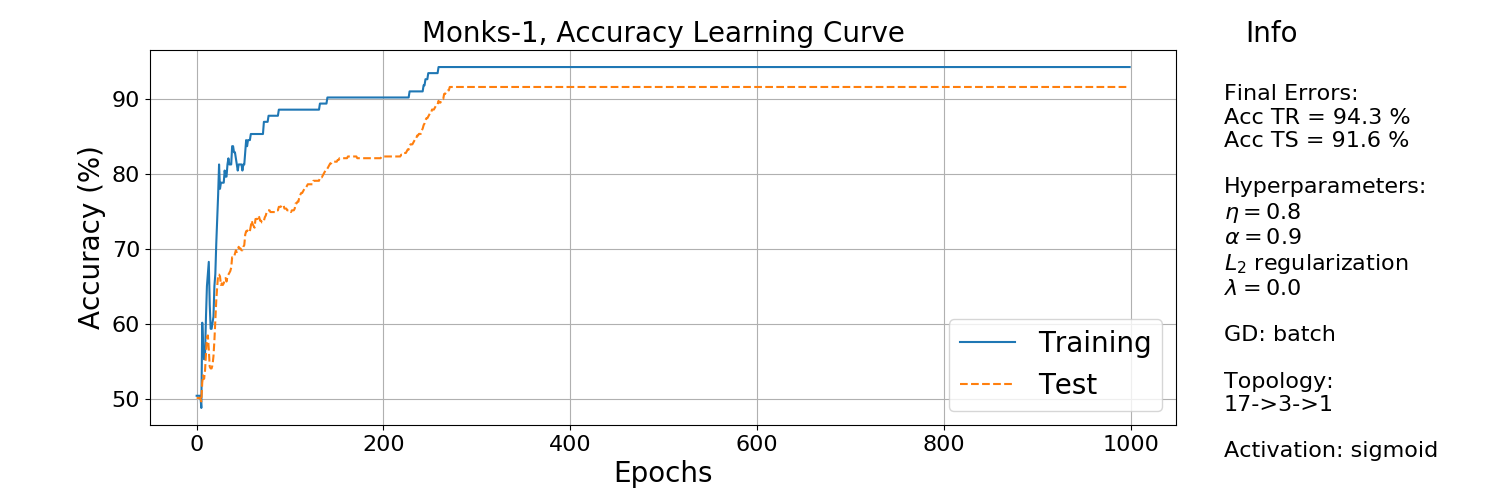 Monks-1, Accuracy Learning Curve
Accuracy (%)
90
80
70
60
50
0 200 400 600 800 1000
Epochs
Training
Test
Info
Final Errors:
Acc TR = 94.3 %
Acc TS = 91.6 %
Hyperparameters:
η = 0.8
α = 0.9
L₂ regularization
λ = 0.0
GD: batch
Topology:
17->3->1
Activation: sigmoid